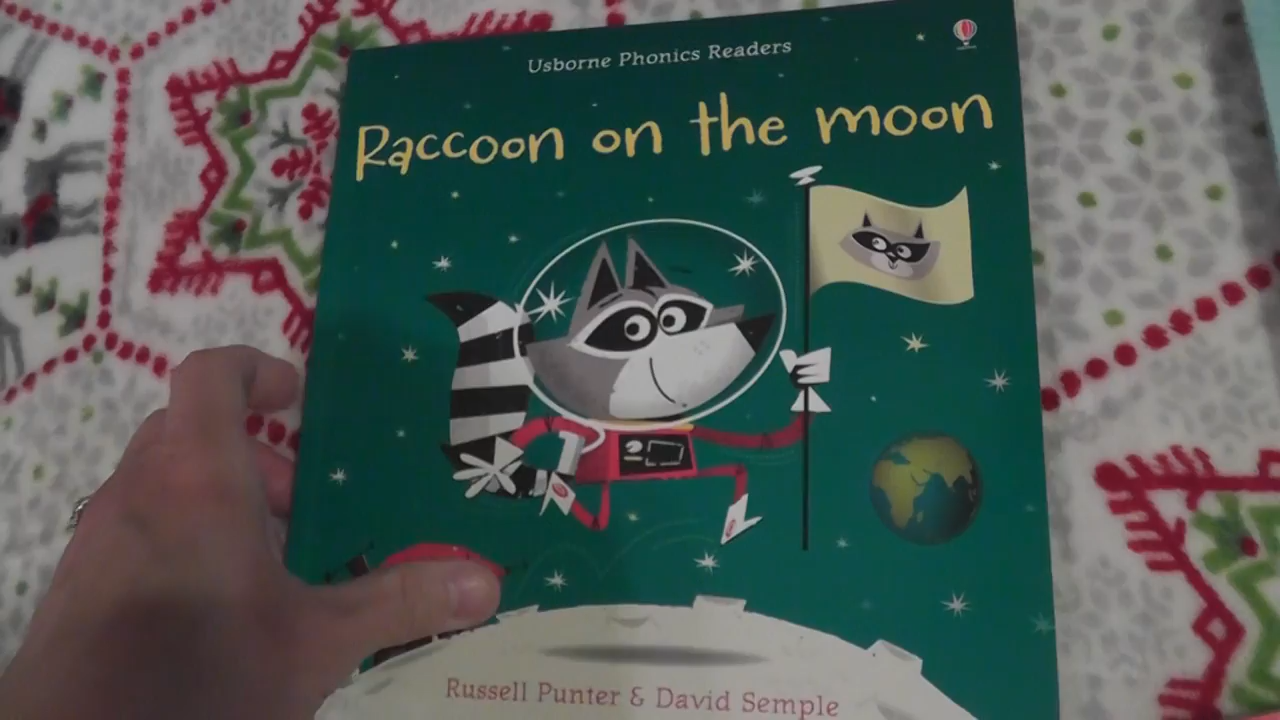 Usborne Phonics Readers
Raccoon on the moon
Russell Punter & David Semple